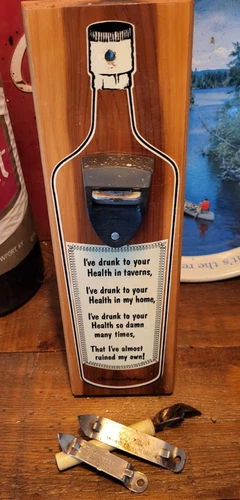 I've drunk to your
Health in taverns,
I've drunk to your
Health in my home,
I've drunk to your
Health so damn
many times,
That I've almost
ruined my own!